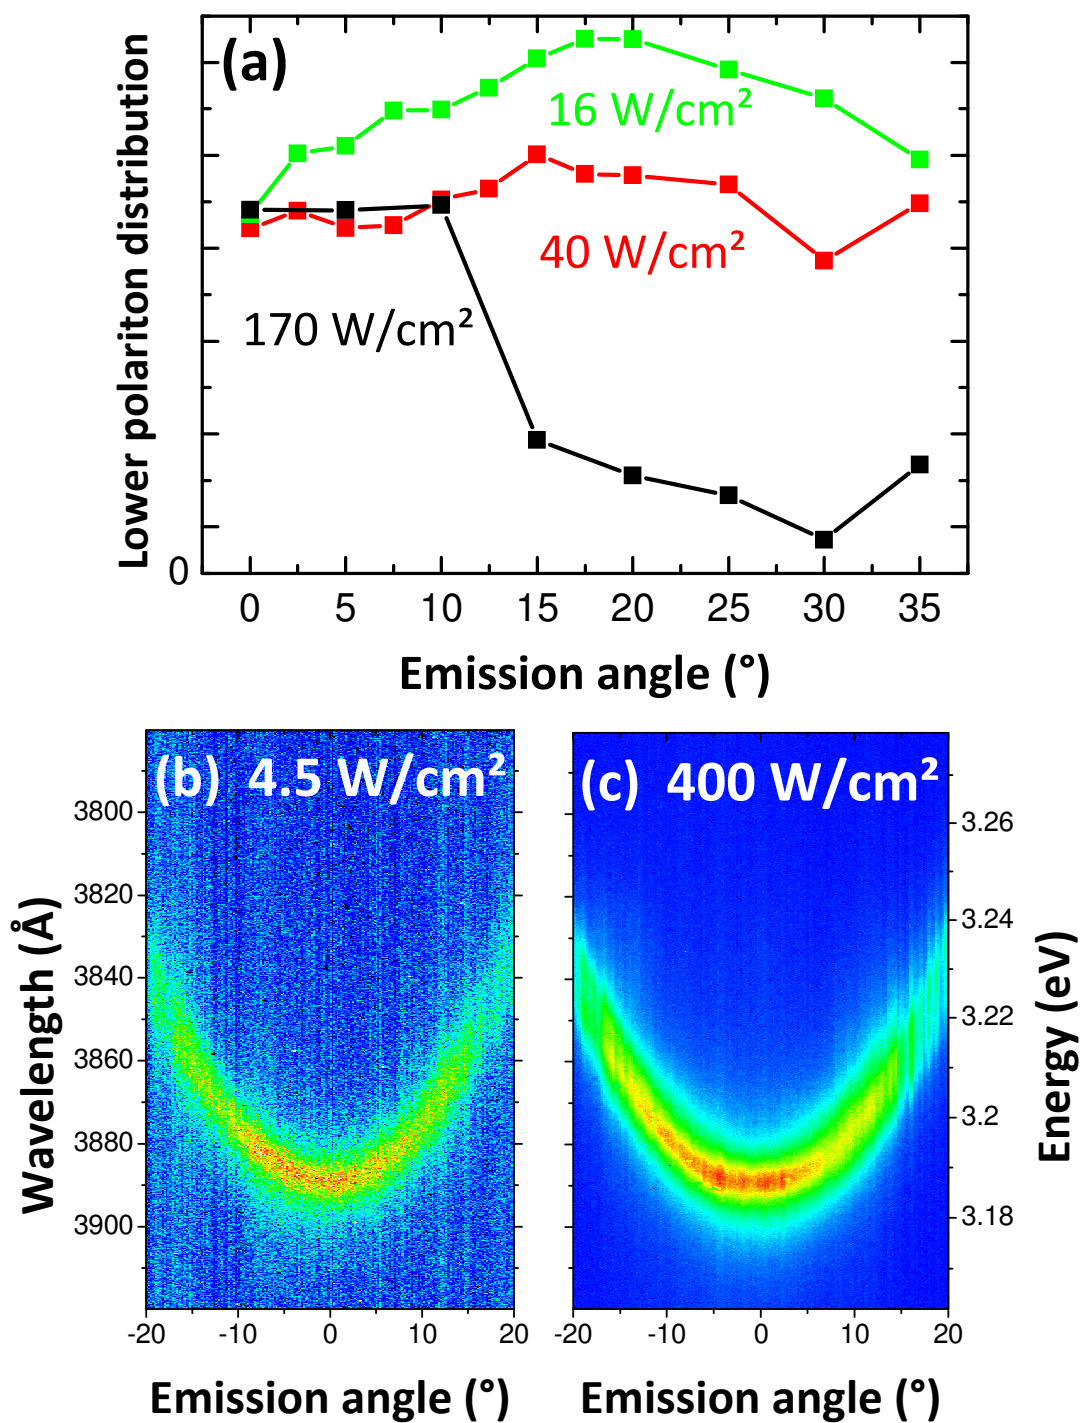 (a)
Lower polariton distribution
16 W/cm²
40 W/cm²
170 W/cm²
0
0 5 10 15 20 25 30 35
Emission angle (°)
(b) 4.5 W/cm²
(c) 400 W/cm²
Wavelength (Å)
3800
3820
3840
3860
3880
3900
3.26
3.24
3.22
3.2
3.18
Energy (eV)
-20 -10 0 10 20
-20 -10 0 10 20
Emission angle (°)
Emission angle (°)